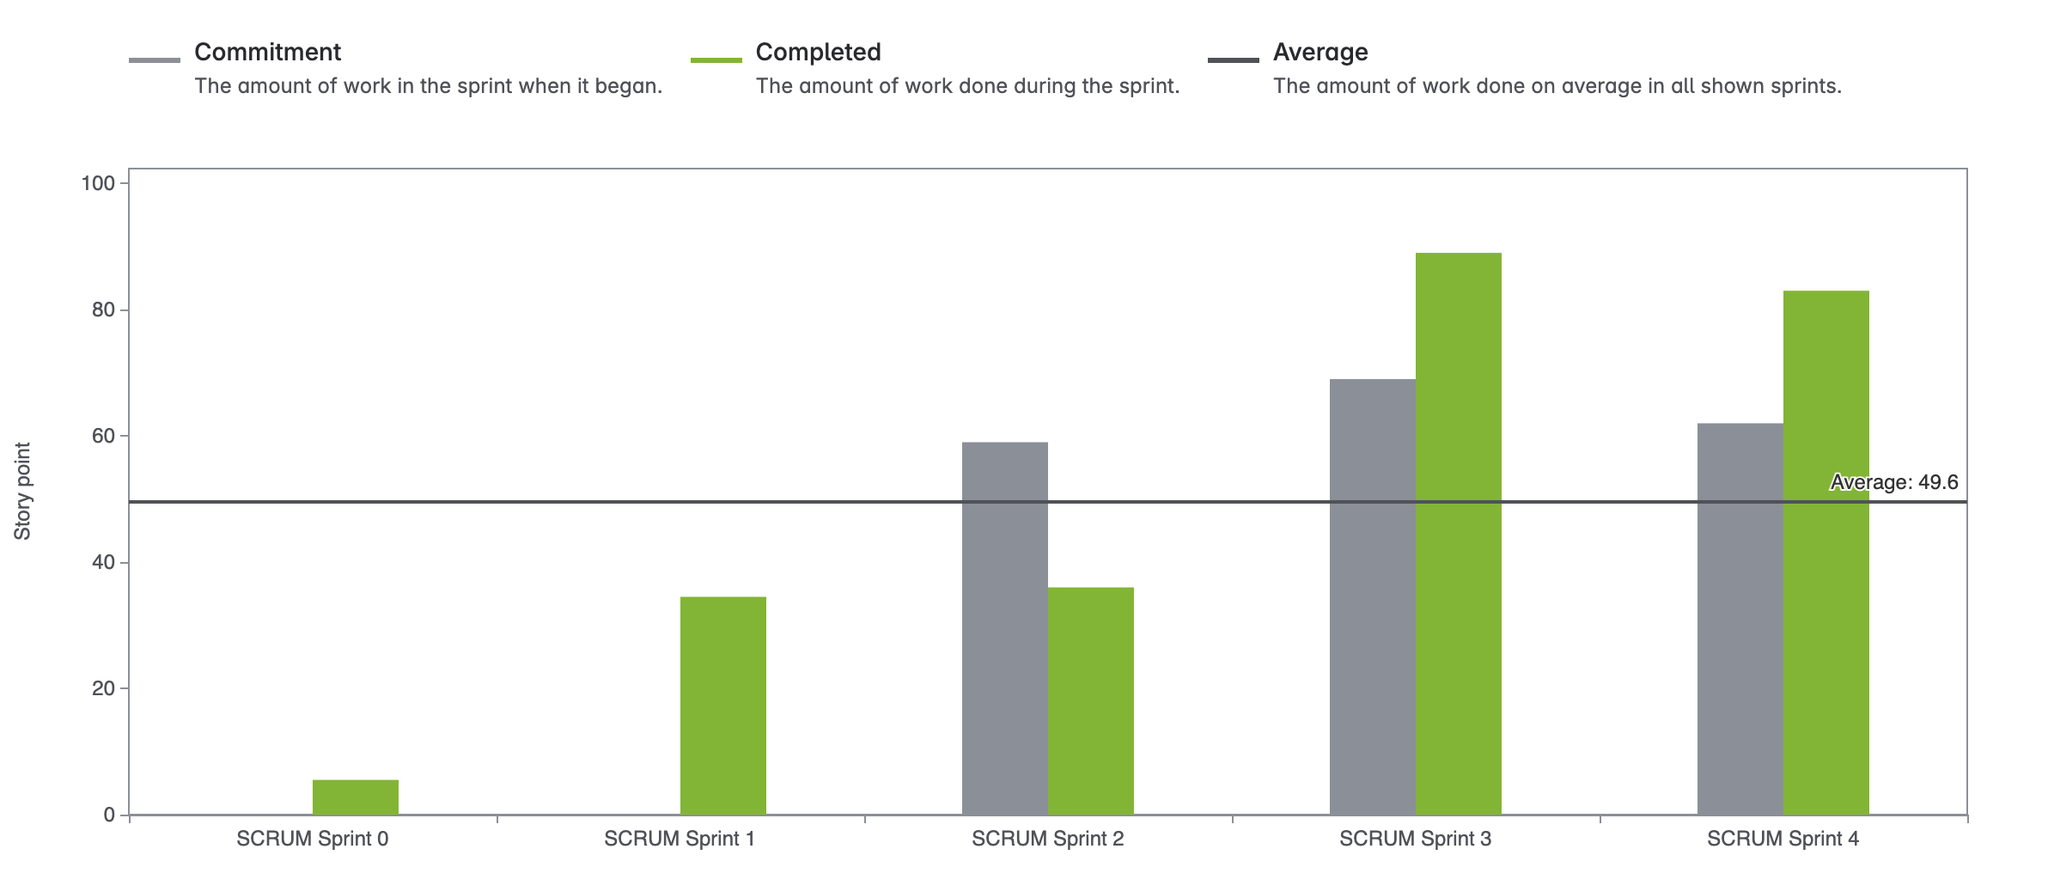 Commitment
The amount of work in the sprint when it began.
Completed
The amount of work done during the sprint.
Average
The amount of work done on average in all shown sprints.
Story point
100
80
60
40
20
0
Average: 49.6
SCRUM Sprint 0
SCRUM Sprint 1
SCRUM Sprint 2
SCRUM Sprint 3
SCRUM Sprint 4